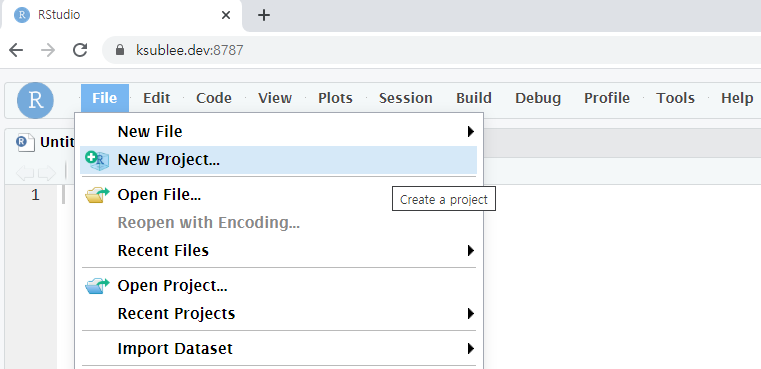 RStudio
ksublee.dev:8787
R File Edit Code View Plots Session Build Debug Profile Tools Help
R Untit
New File
New Project...
Create a project
1
Open File...
Reopen with Encoding...
Recent Files
Open Project...
Recent Projects
Import Dataset